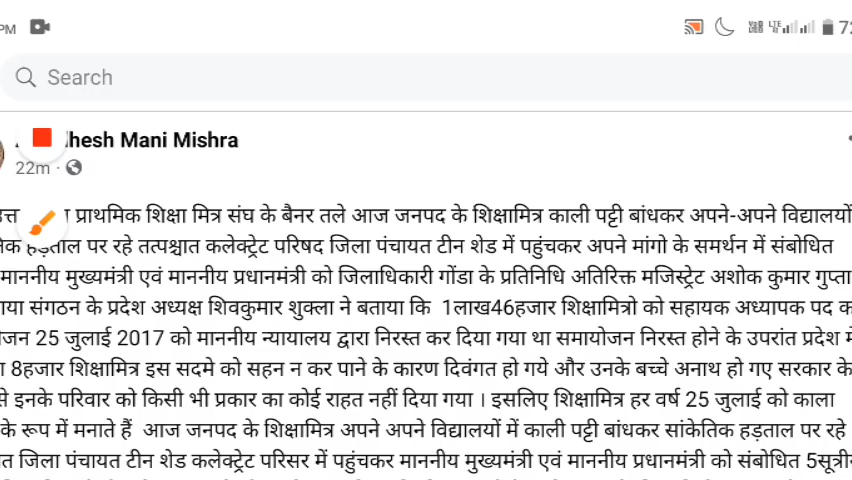 PM
LTE
72
Search
hesh Mani Mishra
22m ·
प्राथमिक शिक्षा मित्र संघ के बैनर तले आज जनपद के शिक्षामित्र काली पट्टी बांधकर अपने-अपने विद्यालयों
हड़ताल पर रहे तत्पश्चात कलेक्ट्रेट परिषद जिला पंचायत टीन शेड में पहुंचकर अपने मांगो के समर्थन में संबोधित
माननीय मुख्यमंत्री एवं माननीय प्रधानमंत्री को जिलाधिकारी गोंडा के प्रतिनिधि अतिरिक्त मजिस्ट्रेट अशोक कुमार गुप्ता
गया संगठन के प्रदेश अध्यक्ष शिवकुमार शुक्ला ने बताया कि 1लाख46हजार शिक्षामित्रो को सहायक अध्यापक पद
25 जुलाई 2017 को माननीय न्यायालय द्वारा निरस्त कर दिया गया था समायोजन निरस्त होने के उपरांत प्रदेश
8हजार शिक्षामित्र इस सदमे को सहन न कर पाने के कारण दिवंगत हो गये और उनके बच्चे अनाथ हो गए सरकार के
से इनके परिवार को किसी भी प्रकार का कोई राहत नहीं दिया गया । इसलिए शिक्षामित्र हर वर्ष 25 जुलाई को काला
के रूप में मनाते हैं आज जनपद के शिक्षामित्र अपने अपने विद्यालयों में काली पट्टी बांधकर सांकेतिक हड़ताल पर रहे
जिला पंचायत टीन शेड कलेक्ट्रेट परिसर में पहुंचकर माननीय मुख्यमंत्री एवं माननीय प्रधानमंत्री को संबोधित 5सूत्रीय